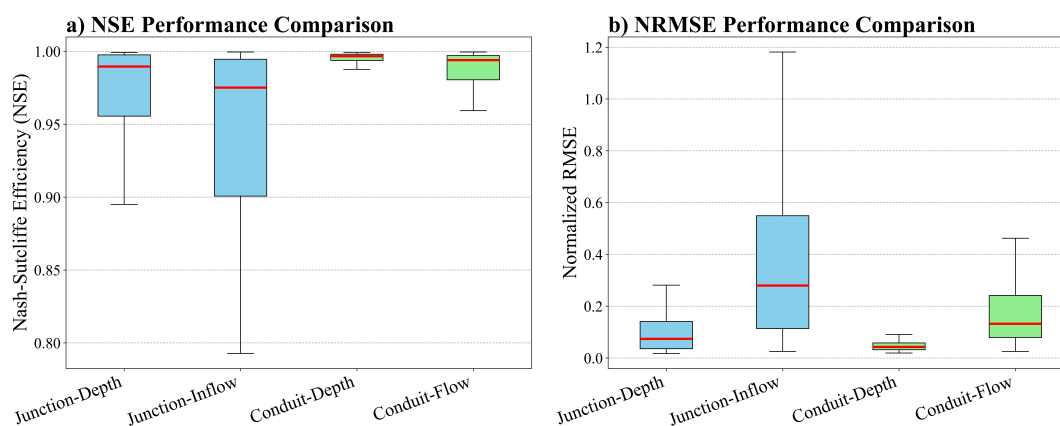 a) NSE Performance Comparison
Nash-Sutcliffe Efficiency (NSE)
1.00
0.95
0.90
0.85
0.80
Junction-Depth
Junction-Inflow
Conduit-Depth
Conduit-Flow
b) NRMSE Performance Comparison
Normalized RMSE
1.2
1.0
0.8
0.6
0.4
0.2
0.0
Junction-Depth
Junction-Inflow
Conduit-Depth
Conduit-Flow